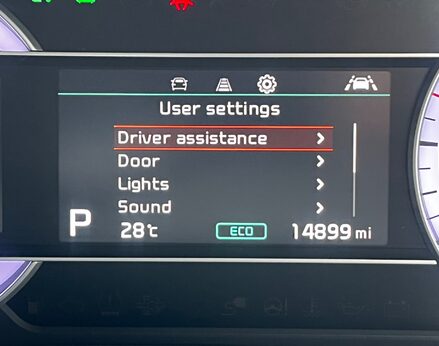 User settings
Driver assistance
Door
Lights
Sound
P
28°c ECO 14899 mi